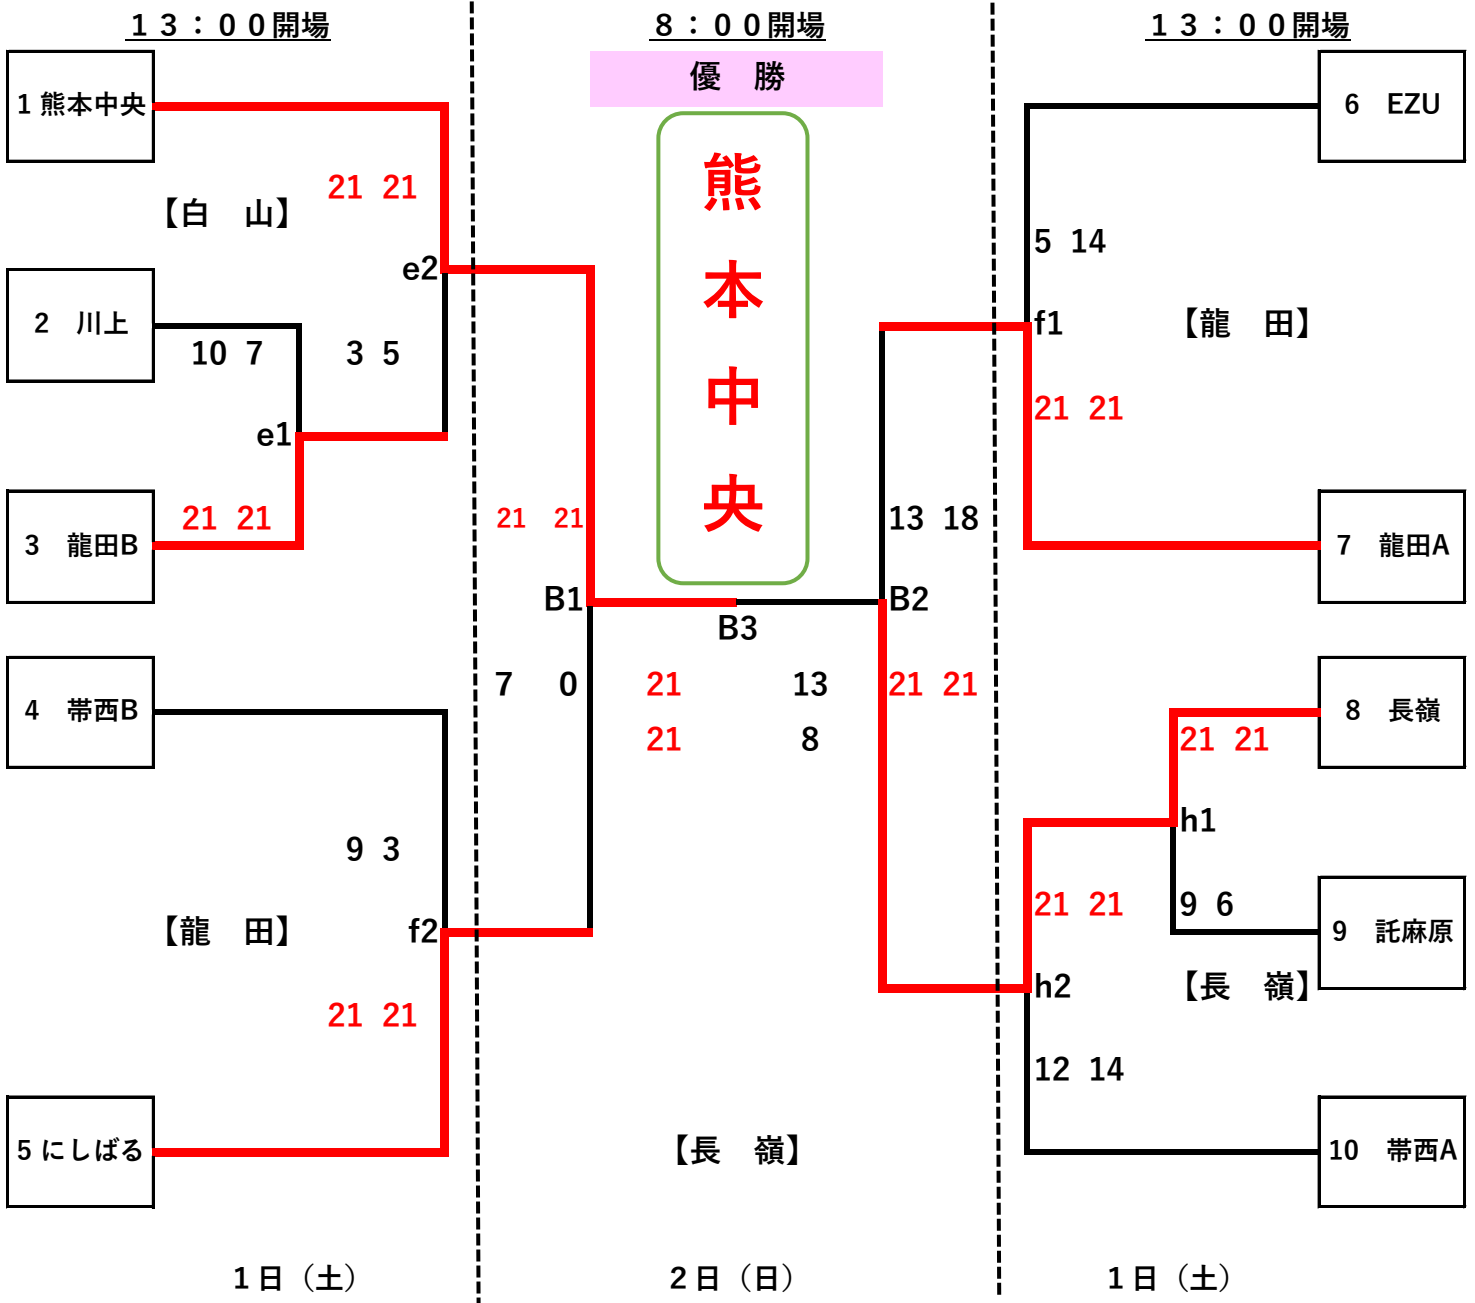 １３：００開場
８：００開場
１３：００開場
優　勝
熊
本
中
央
1 熊本中央
21 21
【白　山】
e2
2　川上
10 7
3 5
e1
3　龍田B
21 21
4　帯西B
9 3
【龍　田】
f2
21 21
5 にしばる
21 21
B1
7 0
B3
21 13
21 8
13 18
B2
21 21
【長　嶺】
6　EZU
5 14
f1
【龍　田】
21 21
7　龍田A
8　長嶺
21 21
h1
21 21
9 6
9　託麻原
h2
【長　嶺】
12 14
10　帯西A
1日（土）
2日（日）
1日（土）